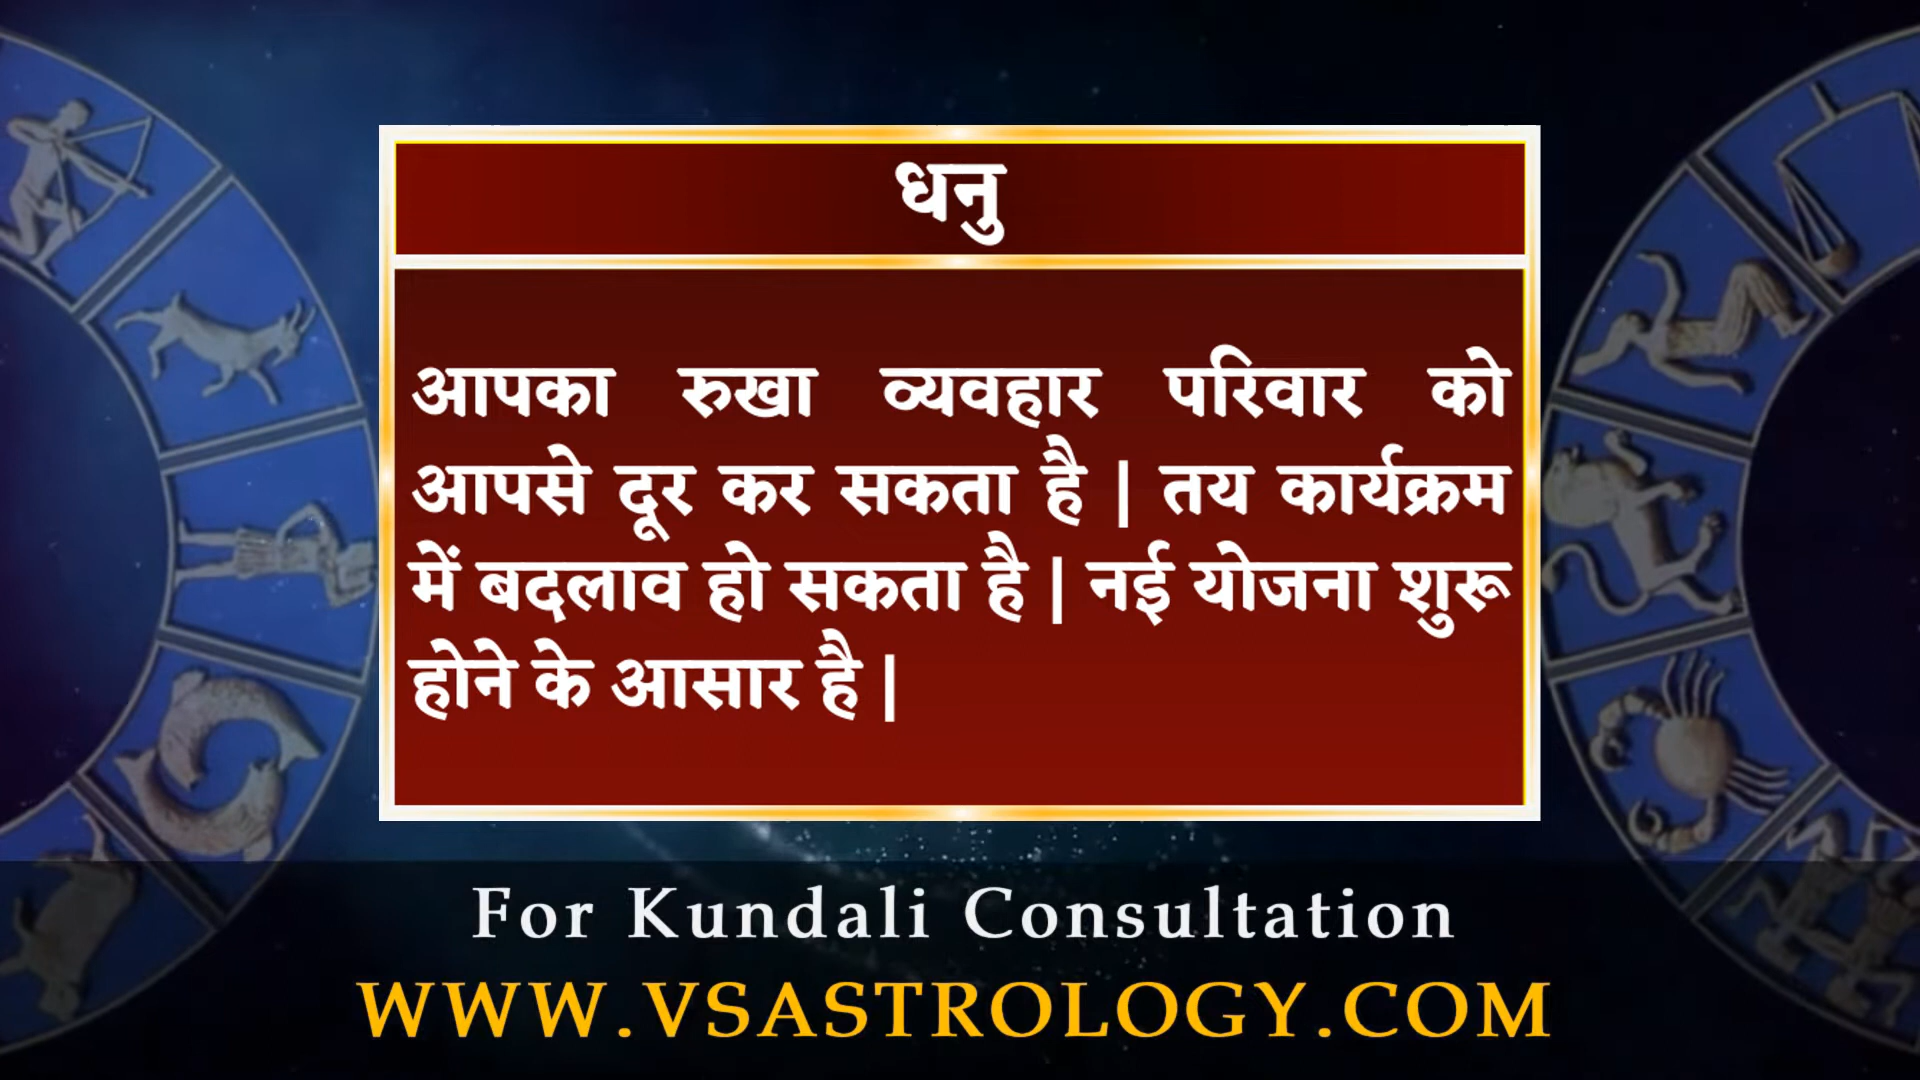 धनु
आपका रुखा व्यवहार परिवार को
आपसे दूर कर सकता है |  तय कार्यक्रम
में बदलाव हो सकता है | नई योजना शुरू
होने के आसार है |
For Kundali Consultation
WWW.VSASTROLOGY.COM